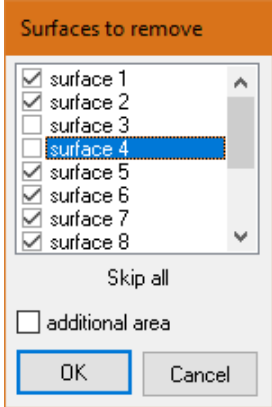 Surfaces to remove
surface 1
surface 2
surface 3
surface 4
surface 5
surface 6
surface 7
surface 8
Skip all
additional area
OK
Cancel